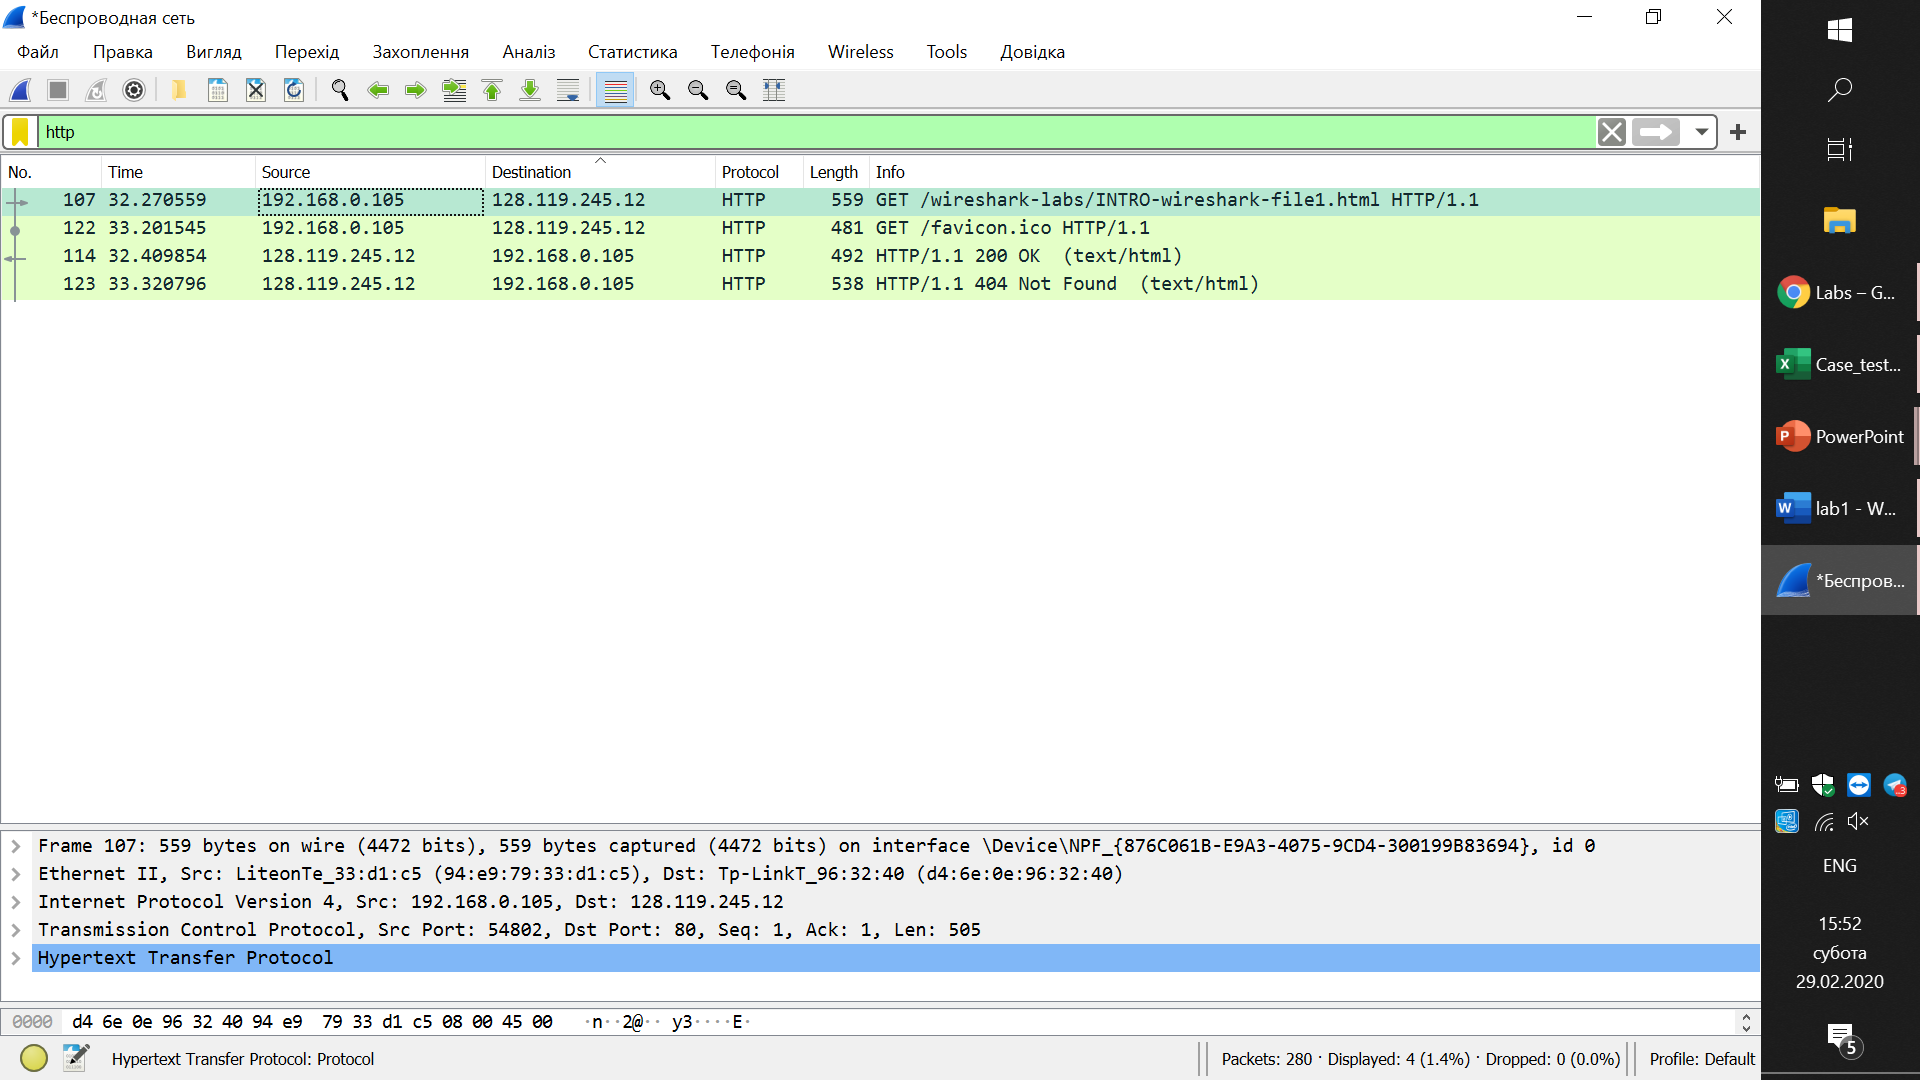 *Беспроводная сеть
Файл Правка Вигляд Перехід Захоплення Аналіз Статистика Телефонія Wireless Tools Довідка
http
No. Time Source Destination Protocol Length Info
107 32.270559 192.168.0.105 128.119.245.12 HTTP 559 GET /wireshark-labs/INTRO-wireshark-file1.html HTTP/1.1
122 33.201545 192.168.0.105 128.119.245.12 HTTP 481 GET /favicon.ico HTTP/1.1
114 32.409854 128.119.245.12 192.168.0.105 HTTP 492 HTTP/1.1 200 OK (text/html)
123 33.320796 128.119.245.12 192.168.0.105 HTTP 538 HTTP/1.1 404 Not Found (text/html)
Frame 107: 559 bytes on wire (4472 bits), 559 bytes captured (4472 bits) on interface \Device\NPF_{876C061B-E9A3-4075-9CD4-300199B83694}, id 0
Ethernet II, Src: LiteonTe_33:d1:c5 (94:e9:79:33:d1:c5), Dst: Tp-LinkT_96:32:40 (d4:6e:0e:96:32:40)
Internet Protocol Version 4, Src: 192.168.0.105, Dst: 128.119.245.12
Transmission Control Protocol, Src Port: 54802, Dst Port: 80, Seq: 1, Ack: 1, Len: 505
Hypertext Transfer Protocol
0000 d4 6e 0e 96 32 40 94 e9 79 33 d1 c5 08 00 45 00 ·n··2@·· y3····E·
Hypertext Transfer Protocol: Protocol
Packets: 280 · Displayed: 4 (1.4%) · Dropped: 0 (0.0%)
Profile: Default
Labs – G...
Case_test...
PowerPoint
lab1 - W...
*Беспров...
ENG
15:52
субота
29.02.2020
5